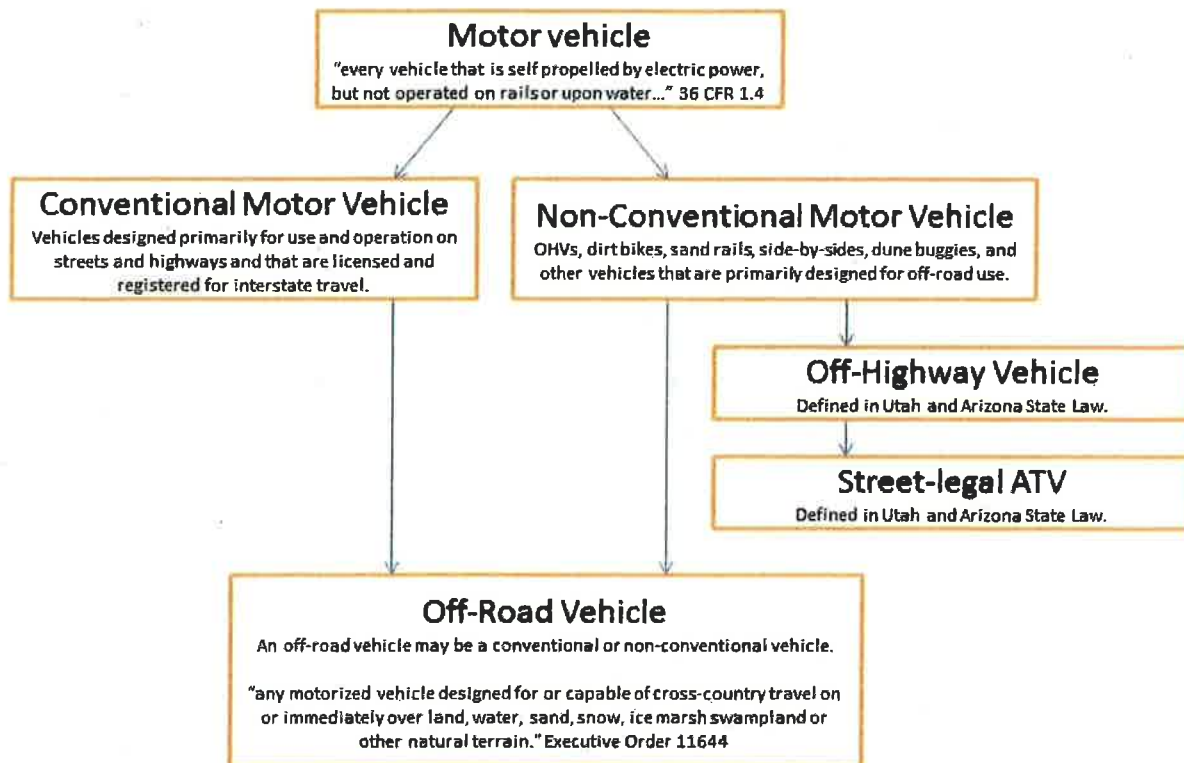 Motor vehicle
"every vehicle that is self propelled by electric power,
but not operated on rails or upon water..." 36 CFR 1.4
Conventional Motor Vehicle
Vehicles designed primarily for use and operation on
streets and highways and that are licensed and
registered for interstate travel.
Non-Conventional Motor Vehicle
OHVs, dirt bikes, sand rails, side-by-sides, dune buggies, and
other vehicles that are primarily designed for off-road use.
Off-Highway Vehicle
Defined in Utah and Arizona State Law.
Street-legal ATV
Defined in Utah and Arizona State Law.
Off-Road Vehicle
An off-road vehicle may be a conventional or non-conventional vehicle.
"any motorized vehicle designed for or capable of cross-country travel on
or immediately over land, water, sand, snow, ice marsh swampland or
other natural terrain." Executive Order 11644